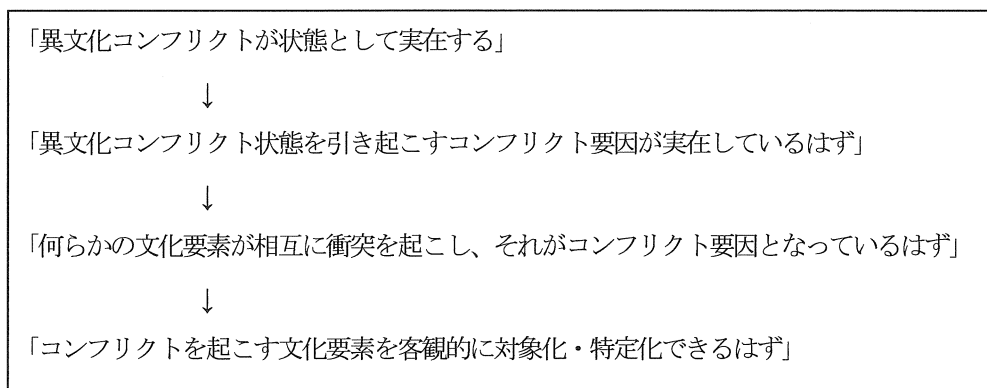 「異文化コンフリクトが状態として実在する」
↓
「異文化コンフリクト状態を引き起こすコンフリクト要因が実在しているはず」
↓
「何らかの文化要素が相互に衝突を起こし、それがコンフリクト要因となっているはず」
↓
「コンフリクトを起こす文化要素を客観的に対象化・特定化できるはず」